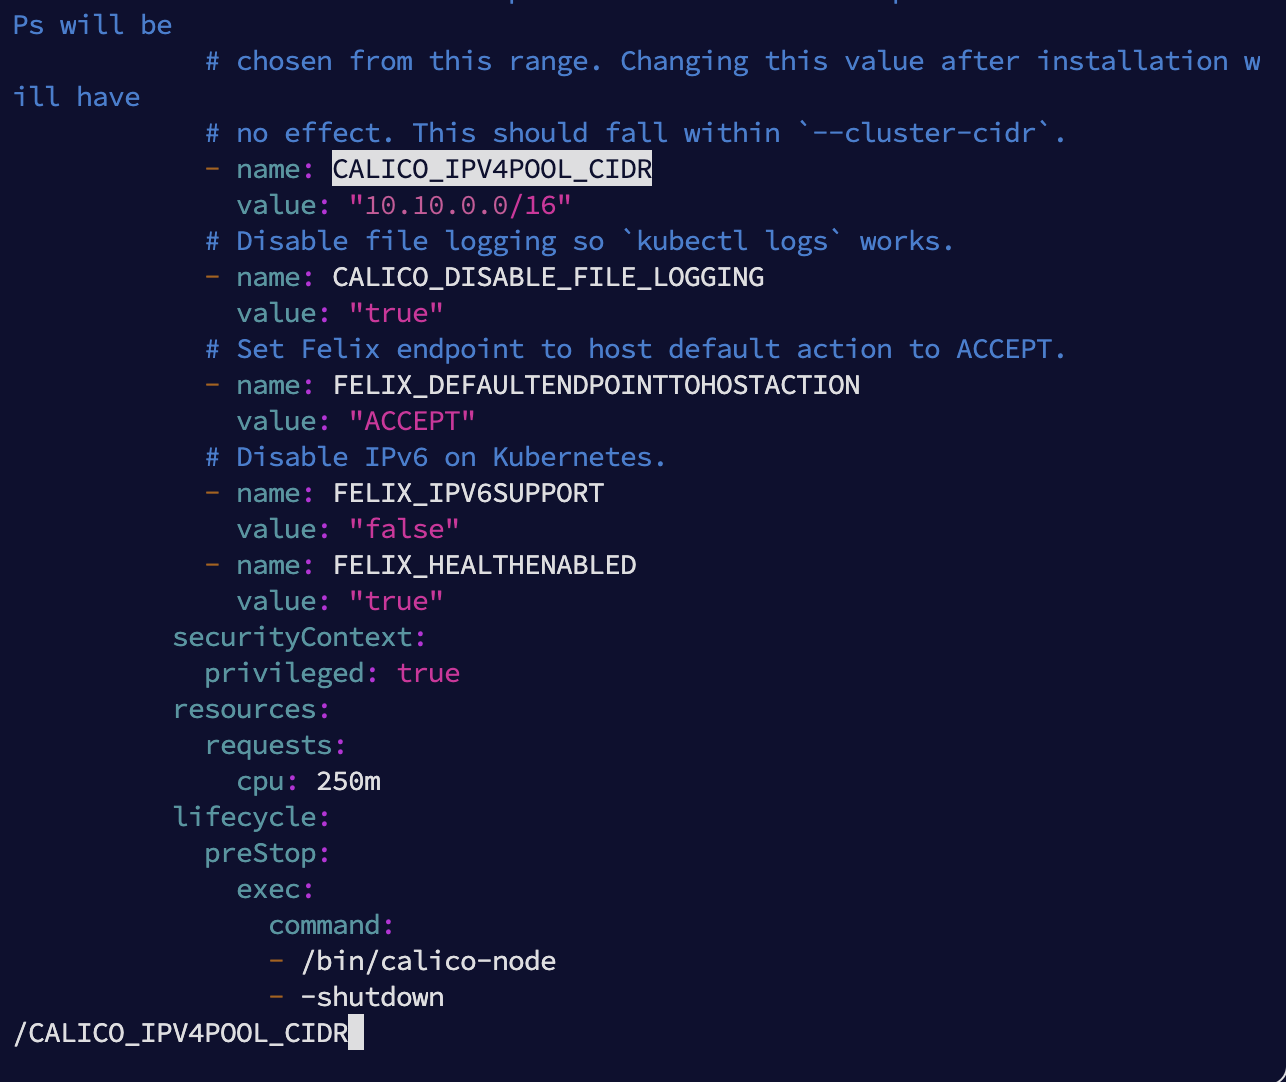 Ps will be
# chosen from this range. Changing this value after installation w
ill have
# no effect. This should fall within `--cluster-cidr`.
- name: CALICO_IPV4POOL_CIDR
value: "10.10.0.0/16"
# Disable file logging so `kubectl logs` works.
- name: CALICO_DISABLE_FILE_LOGGING
value: "true"
# Set Felix endpoint to host default action to ACCEPT.
- name: FELIX_DEFAULTENDPOINTTOHOSTACTION
value: "ACCEPT"
# Disable IPv6 on Kubernetes.
- name: FELIX_IPV6SUPPORT
value: "false"
- name: FELIX_HEALTHENABLED
value: "true"
securityContext:
privileged: true
resources:
requests:
cpu: 250m
lifecycle:
preStop:
exec:
command:
- /bin/calico-node
- -shutdown
/CALICO_IPV4POOL_CIDR